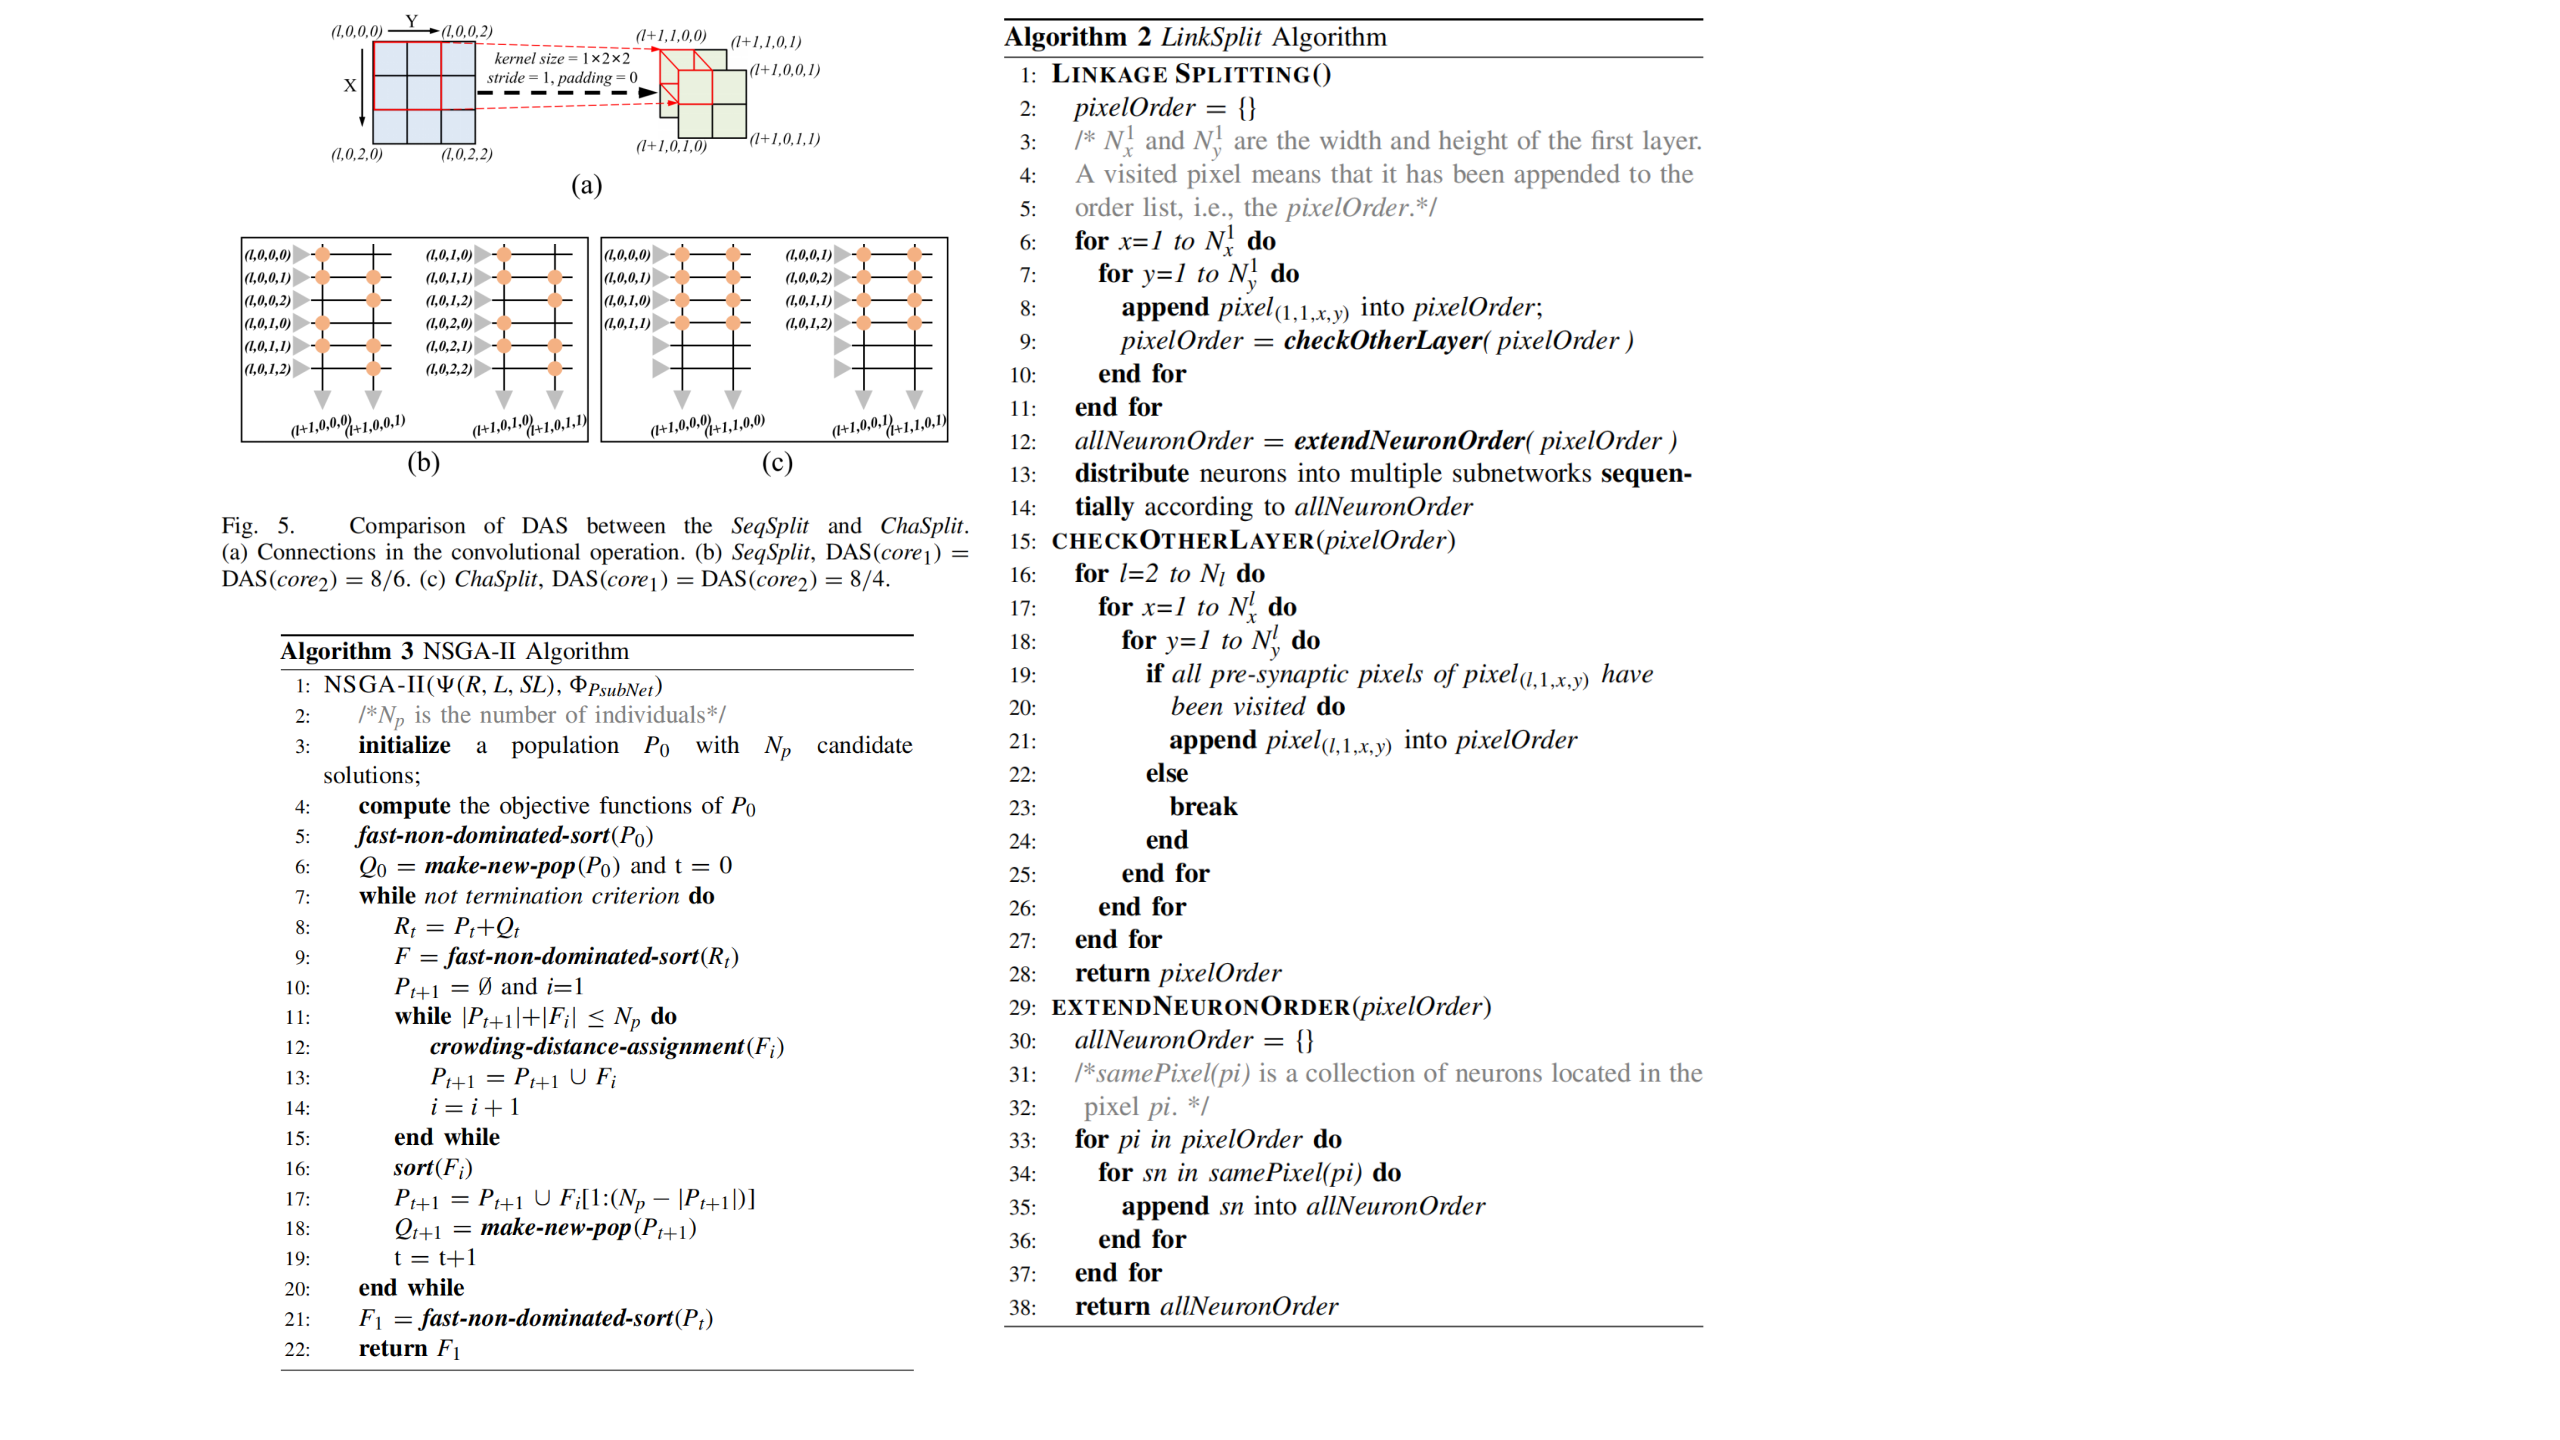 Y
(l,0,0,0)
(l,0,0,2)
X
(l,0,2,0)
(l,0,2,2)
kernel size = 1×2×2
stride = 1, padding = 0
(l+1,1,0,0)
(l+1,1,0,1)
(l+1,0,0,1)
(l+1,0,1,0)
(l+1,0,1,1)
(a)
(l,0,0,0)
(l,0,0,1)
(l,0,0,2)
(l,0,1,0)
(l,0,1,1)
(l,0,1,2)
(l+1,0,0,0)
(l+1,0,0,1)
(l,0,1,0)
(l,0,1,1)
(l,0,1,2)
(l,0,2,0)
(l,0,2,1)
(l,0,2,2)
(l+1,0,1,0)
(l+1,0,1,1)
(b)
(l,0,0,0)
(l,0,0,1)
(l,0,1,0)
(l,0,1,1)
(l+1,0,0,0)
(l+1,1,0,0)
(l,0,0,1)
(l,0,0,2)
(l,0,1,1)
(l,0,1,2)
(l+1,0,0,1)
(l+1,1,0,1)
(c)
Fig. 5. Comparison of DAS between the SeqSplit and ChaSplit.
(a) Connections in the convolutional operation. (b) SeqSplit, DAS(core₁) =
DAS(core₂) = 8/6. (c) ChaSplit, DAS(core₁) = DAS(core₂) = 8/4.
Algorithm 3 NSGA-II Algorithm
1: NSGA-II(Ψ(R, L, SL), Φ_PsubNet)
2: /*N_p is the number of individuals*/
3: initialize a population P₀ with N_p candidate
solutions;
4: compute the objective functions of P₀
5: fast-non-dominated-sort(P₀)
6: Q₀ = make-new-pop(P₀) and t = 0
7: while not termination criterion do
8: R_t = P_t+Q_t
9: F = fast-non-dominated-sort(R_t)
10: P_{t+1} = ∅ and i=1
11: while |P_{t+1}|+|F_i| ≤ N_p do
12: crowding-distance-assignment(F_i)
13: P_{t+1} = P_{t+1} ∪ F_i
14: i = i + 1
15: end while
16: sort(F_i)
17: P_{t+1} = P_{t+1} ∪ F_i[1:(N_p − |P_{t+1}|)]
18: Q_{t+1} = make-new-pop(P_{t+1})
19: t = t+1
20: end while
21: F₁ = fast-non-dominated-sort(P_t)
22: return F₁
Algorithm 2 LinkSplit Algorithm
1: LINKAGE SPLITTING()
2: pixelOrder = {}
3: /* N_x^1 and N_y^1 are the width and height of the first layer.
4: A visited pixel means that it has been appended to the
5: order list, i.e., the pixelOrder.*/
6: for x=1 to N_x^1 do
7: for y=1 to N_y^1 do
8: append pixel_(1,1,x,y) into pixelOrder;
9: pixelOrder = checkOtherLayer( pixelOrder )
10: end for
11: end for
12: allNeuronOrder = extendNeuronOrder( pixelOrder )
13: distribute neurons into multiple subnetworks sequen-
14: tially according to allNeuronOrder
15: CHECKOTHERLAYER(pixelOrder)
16: for l=2 to N_l do
17: for x=1 to N_x^l do
18: for y=1 to N_y^l do
19: if all pre-synaptic pixels of pixel_(l,1,x,y) have
20: been visited do
21: append pixel_(l,1,x,y) into pixelOrder
22: else
23: break
24: end
25: end for
26: end for
27: end for
28: return pixelOrder
29: EXTENDNEURONORDER(pixelOrder)
30: allNeuronOrder = {}
31: /*samePixel(pi) is a collection of neurons located in the
32: pixel pi. */
33: for pi in pixelOrder do
34: for sn in samePixel(pi) do
35: append sn into allNeuronOrder
36: end for
37: end for
38: return allNeuronOrder